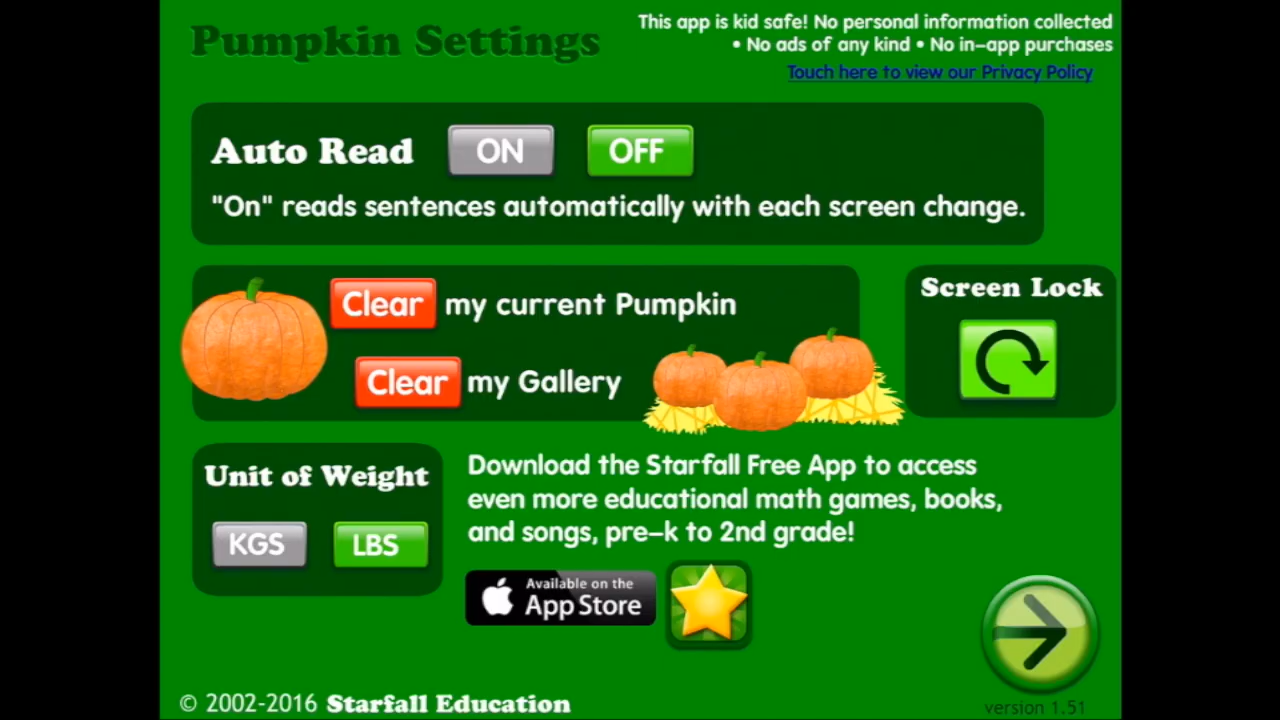 Pumpkin Settings
This app is kid safe! No personal information collected
• No ads of any kind • No in-app purchases
Touch here to view our Privacy Policy
Auto Read ON OFF
"On" reads sentences automatically with each screen change.
Clear my current Pumpkin
Clear my Gallery
Screen Lock
Unit of Weight
KGS LBS
Download the Starfall Free App to access
even more educational math games, books,
and songs, pre-k to 2nd grade!
Available on the
App Store
© 2002-2016 Starfall Education
version 1.51